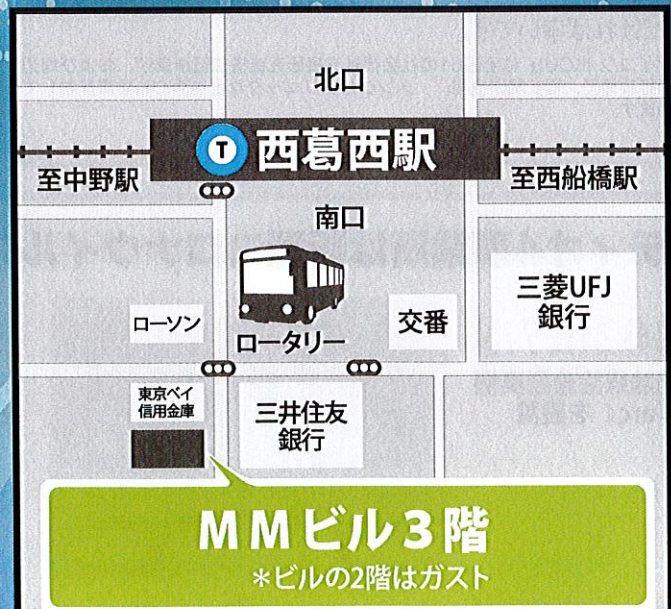 北口
T 西葛西駅
至中野駅
至西船橋駅
南口
三菱UFJ
銀行
ローソン
交番
ロータリー
東京ベイ
信用金庫
三井住友
銀行
MMビル3階
*ビルの2階はガスト